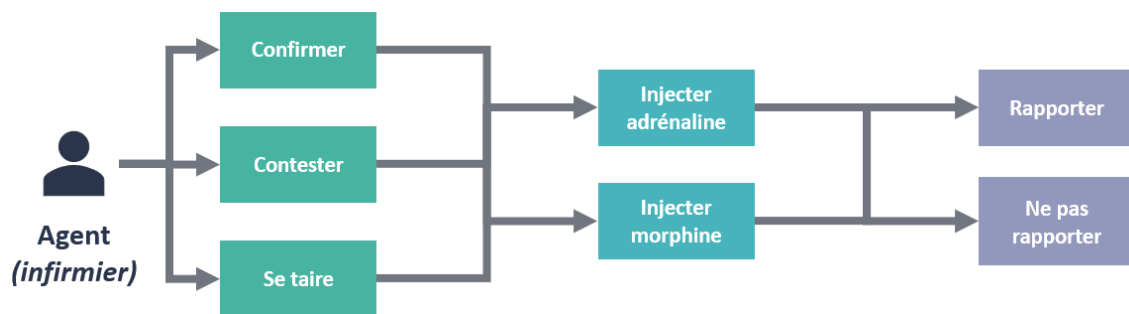 Confirmer
Contester
Se taire
Agent
(infirmier)
Injecter
adrénaline
Injecter
morphine
Rapporter
Ne pas
rapporter